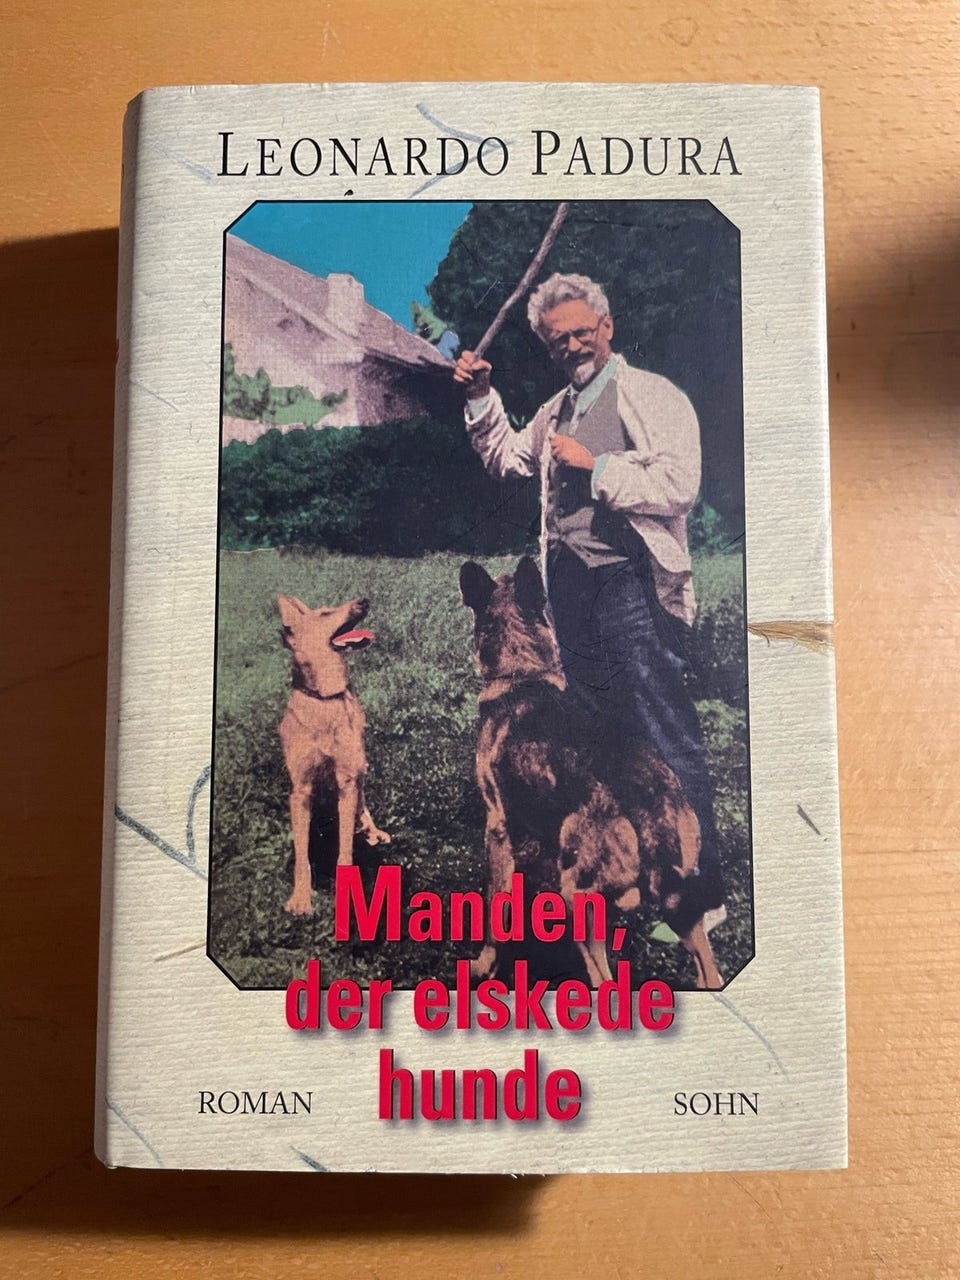 LEONARDO PADURA
Manden,
der elskede
hunde
ROMAN
SOHN